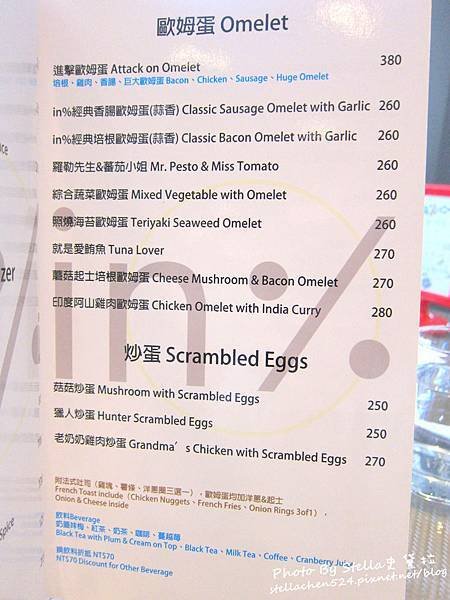 歐姆蛋 Omelet
進擊歐姆蛋 Attack on Omelet 380
培根、雞肉、香腸、巨大歐姆蛋 Bacon、Chicken、Sausage、Huge Omelet
in%經典香腸歐姆蛋(蒜香) Classic Sausage Omelet with Garlic 260
in%經典培根歐姆蛋(蒜香) Classic Bacon Omelet with Garlic 260
羅勒先生&蕃茄小姐 Mr. Pesto & Miss Tomato 260
綜合蔬菜歐姆蛋 Mixed Vegetable with Omelet 260
照燒海苔歐姆蛋 Teriyaki Seaweed Omelet 260
就是愛鮪魚 Tuna Lover 270
蘑菇起士培根歐姆蛋 Cheese Mushroom & Bacon Omelet 270
印度阿山雞肉歐姆蛋 Chicken Omelet with India Curry 280
in%
炒蛋 Scrambled Eggs
菇菇炒蛋 Mushroom with Scrambled Eggs 250
獵人炒蛋 Hunter Scrambled Eggs 250
老奶奶雞肉炒蛋 Grandma's Chicken with Scrambled Eggs 270
附法式吐司 (雞塊、薯條、洋蔥圈三選一)，歐姆蛋均加洋蔥&起士
French Toast include (Chicken Nuggets、French Fries、Onion Rings 3of1)，
Onion & Cheese inside
飲料Beverage
奶蓋妹梅、紅茶、奶茶、咖啡、蔓越莓
Black Tea with Plum & Cream on Top、Black Tea、Milk Tea、Coffee、Cranberry Juice
換飲料折抵 NT$70
NT$70 Discount for Other Beverage
zer
Spice
Photo By Stella史黛拉
stellachen524.pixnet.net/blog